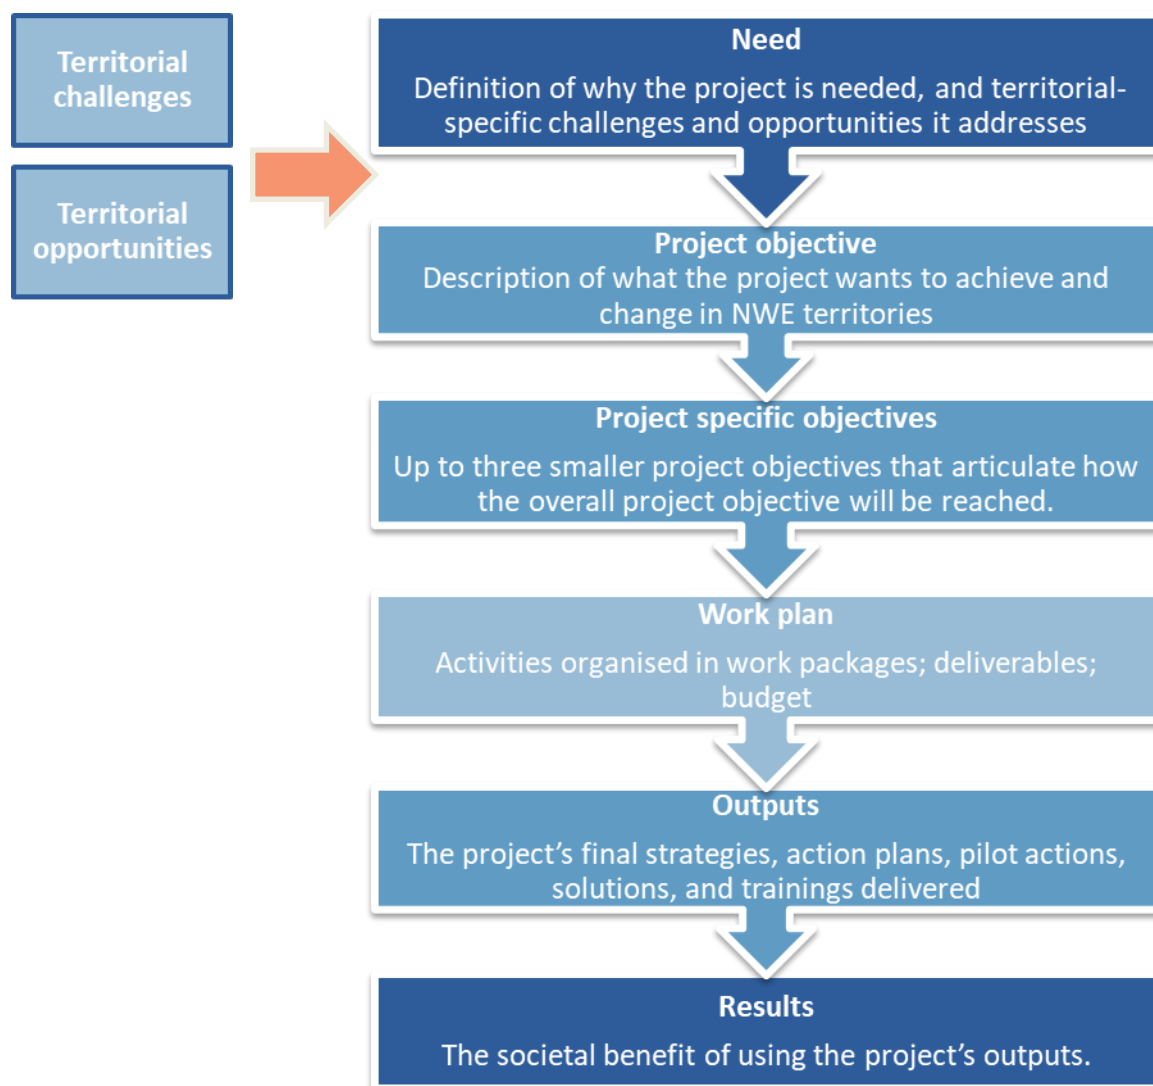 Territorial
challenges
Territorial
opportunities
Need
Definition of why the project is needed, and territorial-
specific challenges and opportunities it addresses
Project objective
Description of what the project wants to achieve and
change in NWE territories
Project specific objectives
Up to three smaller project objectives that articulate how
the overall project objective will be reached.
Work plan
Activities organised in work packages; deliverables;
budget
Outputs
The project’s final strategies, action plans, pilot actions,
solutions, and trainings delivered
Results
The societal benefit of using the project’s outputs.